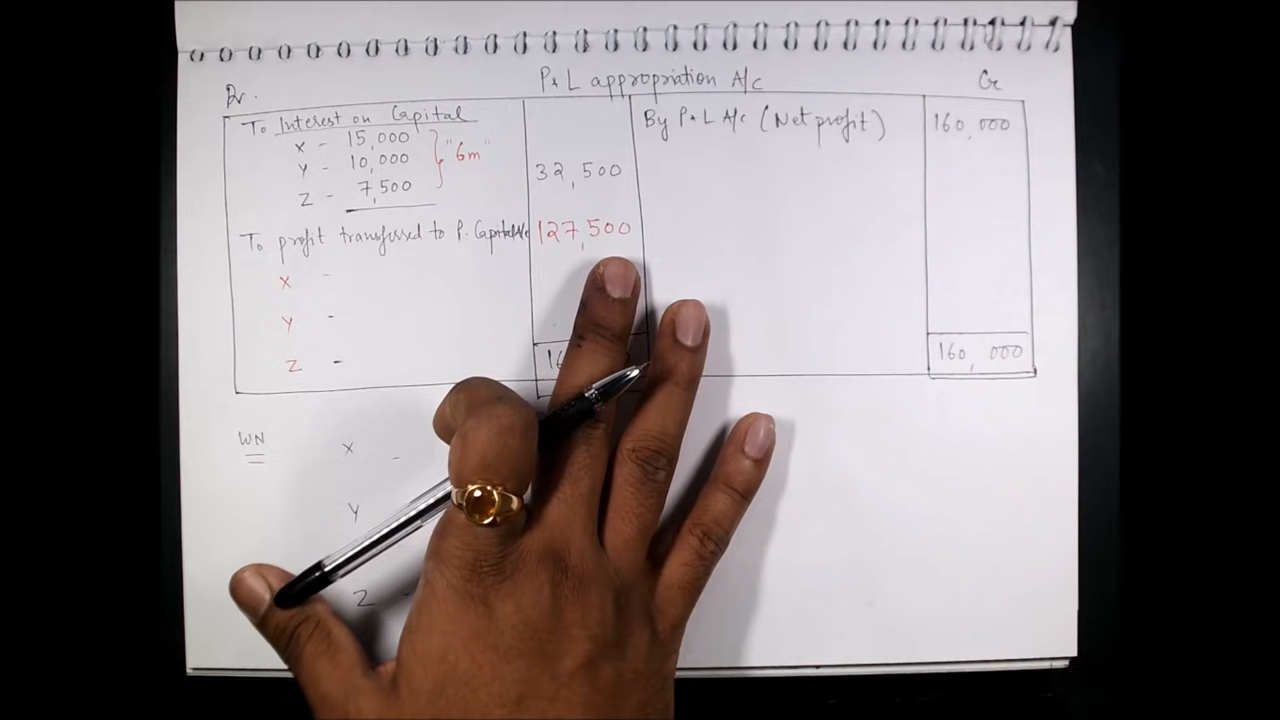 P&L appropriation A/c
Dr.
Cr
To Interest on Capital
X - 15,000
Y - 10,000
Z - 7,500
"6m"
32,500
To profit transferred to P. Capital A/c
127,500
X -
Y -
Z -
16
By P&L A/c (Net profit)
160,000
160,000
WN
X -
Y
Z -